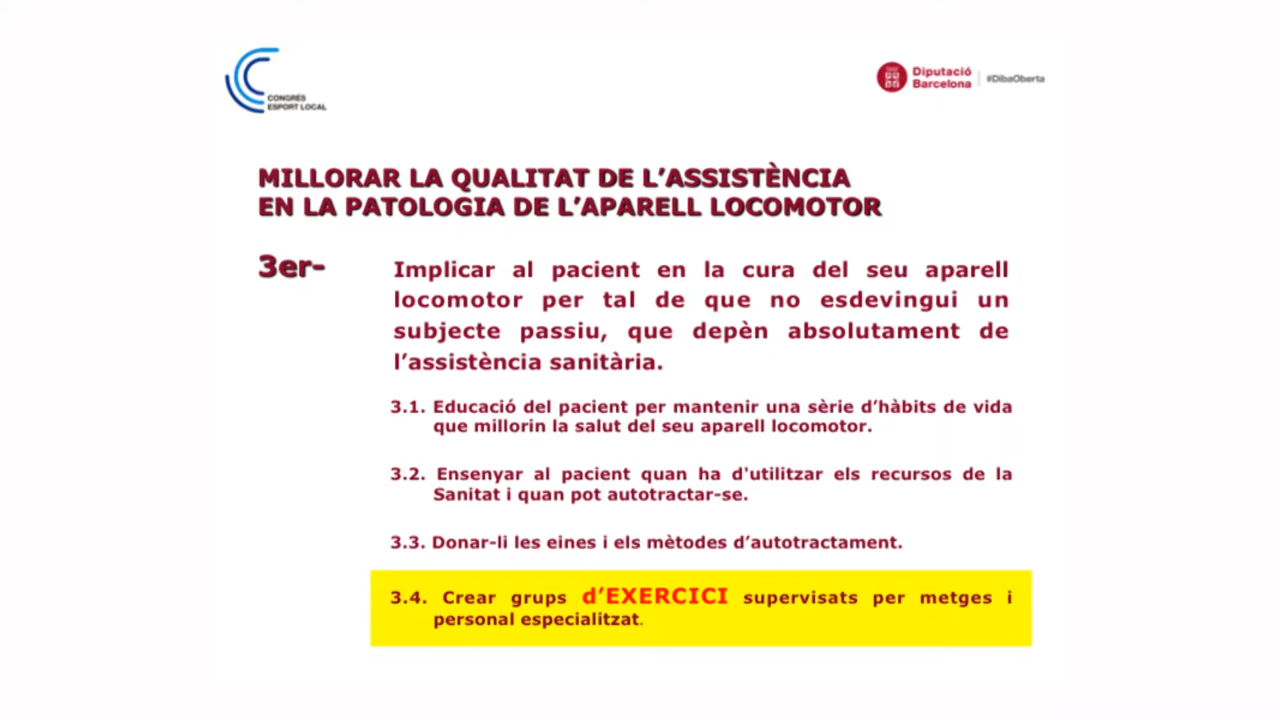 CONGRÉS
ESPORT LOCAL
Diputació
Barcelona
#DibaOberta
MILLORAR LA QUALITAT DE L’ASSISTÈNCIA
EN LA PATOLOGIA DE L’APARELL LOCOMOTOR
3er-
Implicar al pacient en la cura del seu aparell
locomotor per tal de que no esdevingui un
subjecte passiu, que depèn absolutament de
l’assistència sanitària.
3.1. Educació del pacient per mantenir una sèrie d’hàbits de vida
que millorin la salut del seu aparell locomotor.
3.2. Ensenyar al pacient quan ha d'utilitzar els recursos de la
Sanitat i quan pot autotractar-se.
3.3. Donar-li les eines i els mètodes d’autotractament.
3.4. Crear grups d’EXERCICI supervisats per metges i
personal especialitzat.